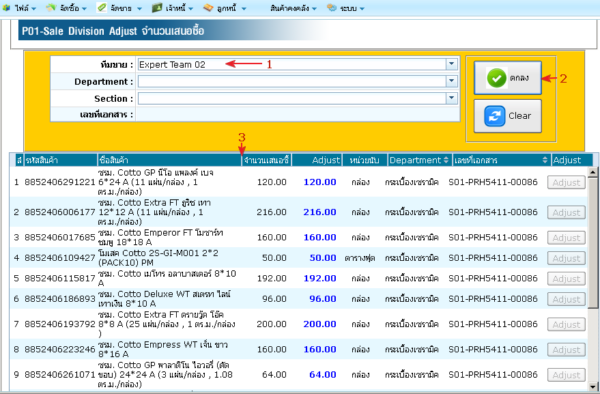 ไฟล์ จัดซื้อ จัดขาย เจ้าหนี้ ลูกหนี้ สินค้าคงคลัง ระบบ
P01-Sale Division Adjust จำนวนเสนอซื้อ
ทีมขาย : Expert Team 02 1
ตกลง 2
Department :
Section :
Clear
เลขที่เอกสาร :
3
ลำ รหัสสินค้า ชื่อสินค้า จำนวนเสนอซื้ Adjust หน่วยนับ Department เลขที่เอกสาร Adjust
1 8852406291221 ซรม. Cotto GP นีโอ แพลงค์ เบจ 6*24 A (11 แผ่น/กล่อง , 1 ตร.ม./กล่อง) 120.00 120.00 กล่อง กระเบื้องเซรามิค S01-PRH5411-00086 Adjust
2 8852406006177 ซรม. Cotto Extra FT ยูริช เทา 12*12 A (11 แผ่น/กล่อง , 1 ตร.ม./กล่อง) 216.00 216.00 กล่อง กระเบื้องเซรามิค S01-PRH5411-00086 Adjust
3 8852406017685 ซรม. Cotto Emperor FT โมซาร์ท ชมพู 18*18 A 160.00 160.00 กล่อง กระเบื้องเซรามิค S01-PRH5411-00086 Adjust
4 8852406109427 โมเสค Cotto 2S-GI-M001 2*2 (PACK10) PM 50.00 50.00 ตารางฟุต กระเบื้องเซรามิค S01-PRH5411-00086 Adjust
5 8852406115817 ซรม. Cotto เมโทร อลาบาสเตอร์ 8*10 A 192.00 192.00 กล่อง กระเบื้องเซรามิค S01-PRH5411-00086 Adjust
6 8852406186893 ซรม. Cotto Deluxe WT สเตรท ไลน์ เทาเงิน 8*10 A 96.00 96.00 กล่อง กระเบื้องเซรามิค S01-PRH5411-00086 Adjust
7 8852406193792 ซรม. Cotto Extra FT ดรายวู้ด โอ๊ค 8*8 A (25 แผ่น/กล่อง , 1 ตร.ม./กล่อง ) 200.00 200.00 กล่อง กระเบื้องเซรามิค S01-PRH5411-00086 Adjust
8 8852406223246 ซรม. Cotto Empress WT เจ้น ขาว 8*16 A 160.00 160.00 กล่อง กระเบื้องเซรามิค S01-PRH5411-00086 Adjust
9 8852406261071 ซรม. Cotto GP พาลาดีโน ไอวอรี่ (ตัดขอบ) 24*24 A (3 แผ่น/กล่อง , 1.08 ตร.ม./กล่อง) 64.00 64.00 กล่อง กระเบื้องเซรามิค S01-PRH5411-00086 Adjust